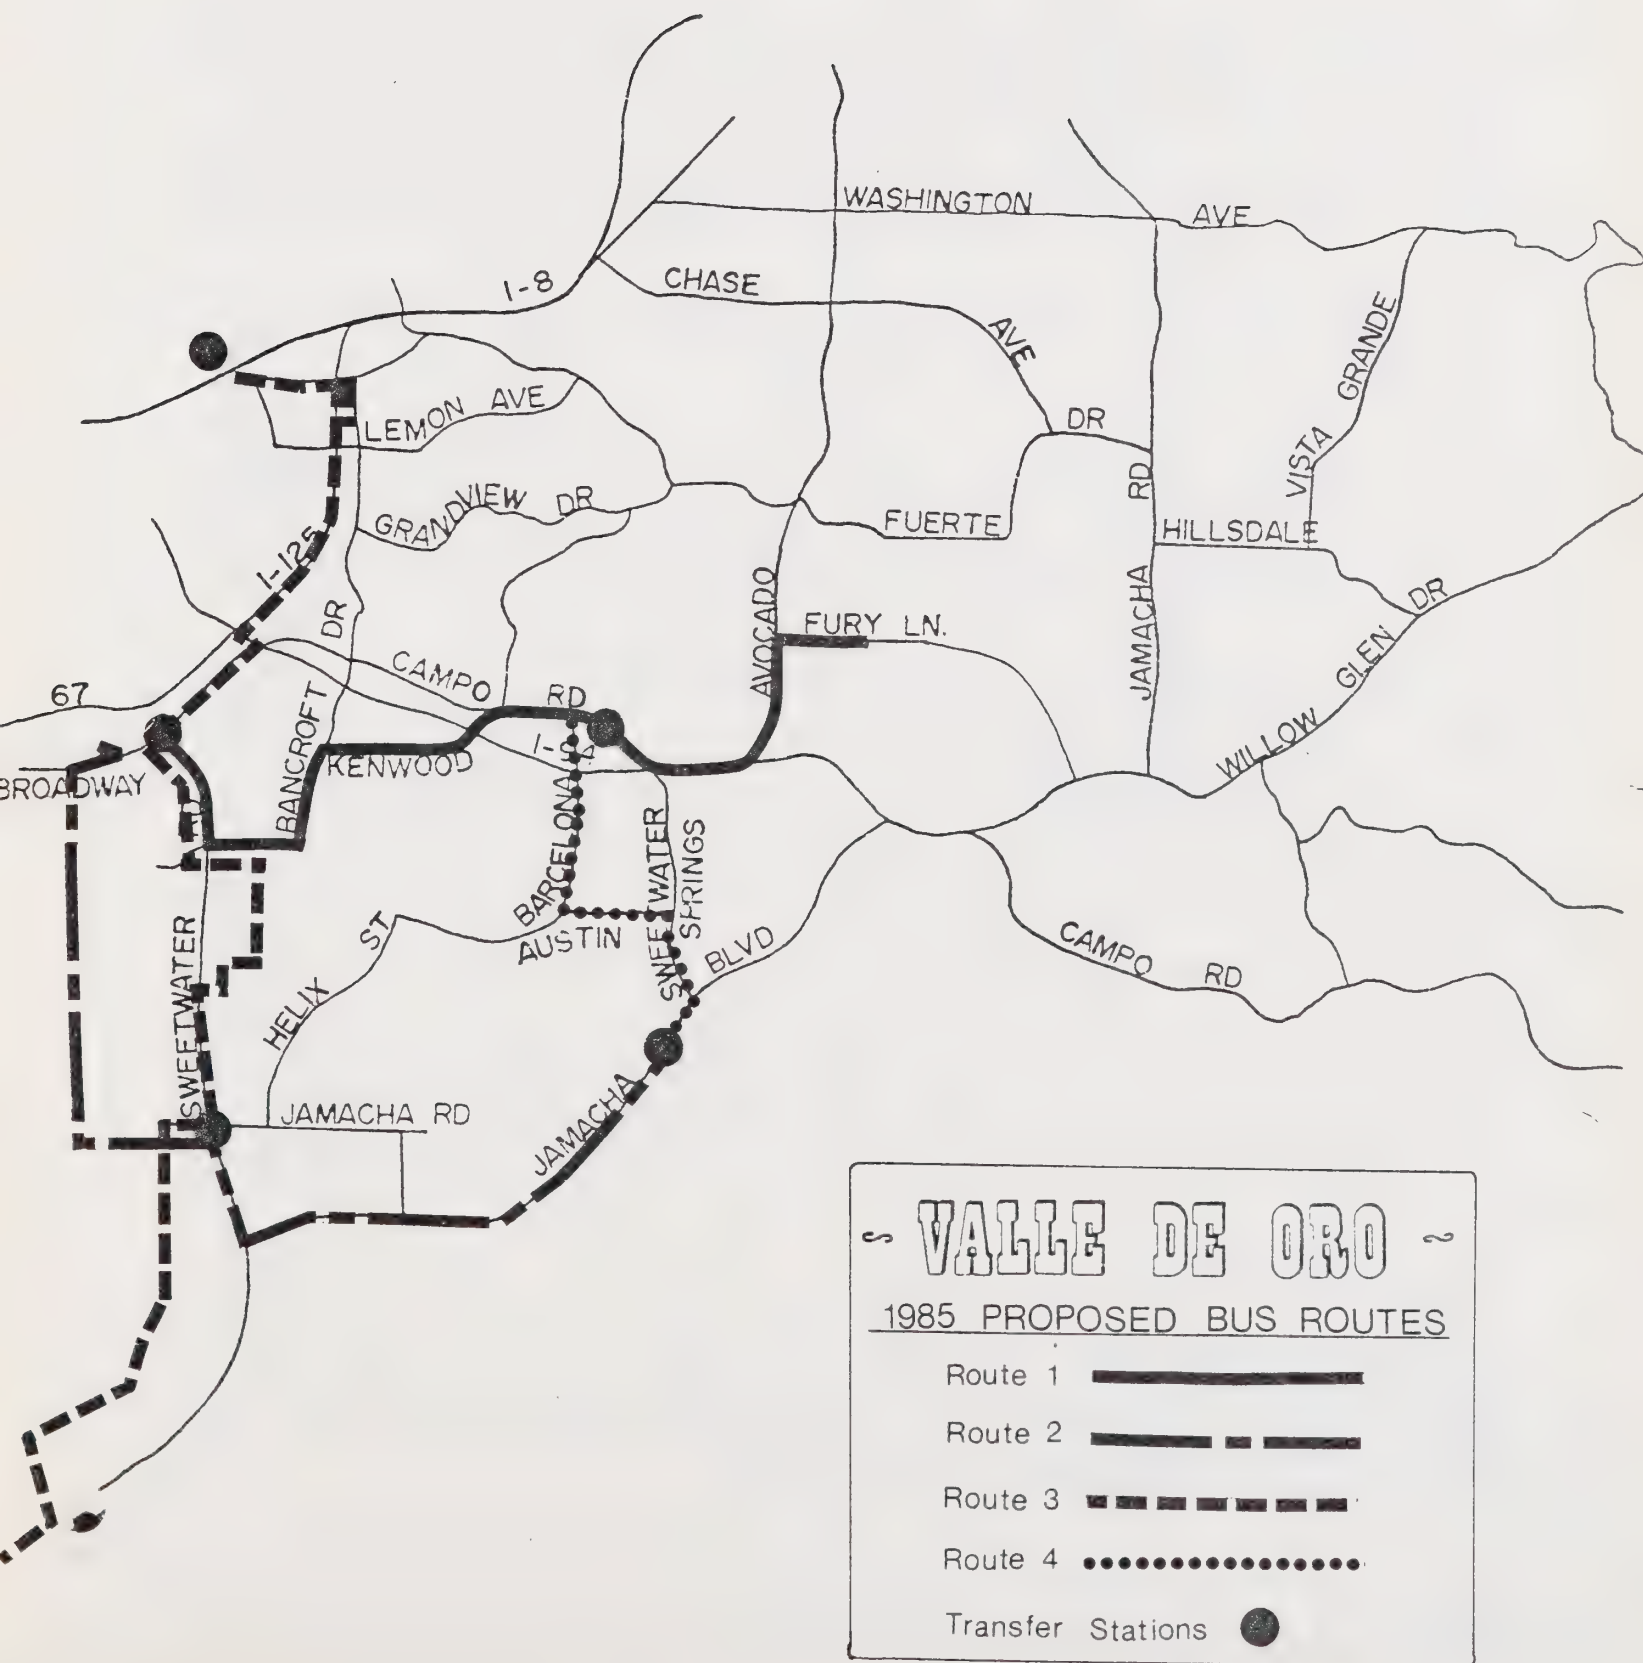 WASHINGTON AVE
I-8
CHASE AVE
VISTA GRANDE
LEMON AVE
DR
RD
GRANDVIEW DR
FUERTE
HILLSDALE
I-125
DR
AVOCADO
FURY LN.
JAMACHA
WILLOW GLEN DR
CAMPO RD
67
BANCROFT
I-94
KENWOOD
BROADWAY
RD
BARCELONA
SWEETWATER
SPRINGS
AUSTIN
BLVD
HELIX ST
CAMPO RD
SWEETWATER
JAMACHA RD
JAMACHA
~ VALLE DE ORO ~
1985 PROPOSED BUS ROUTES
Route 1
Route 2
Route 3
Route 4
Transfer Stations